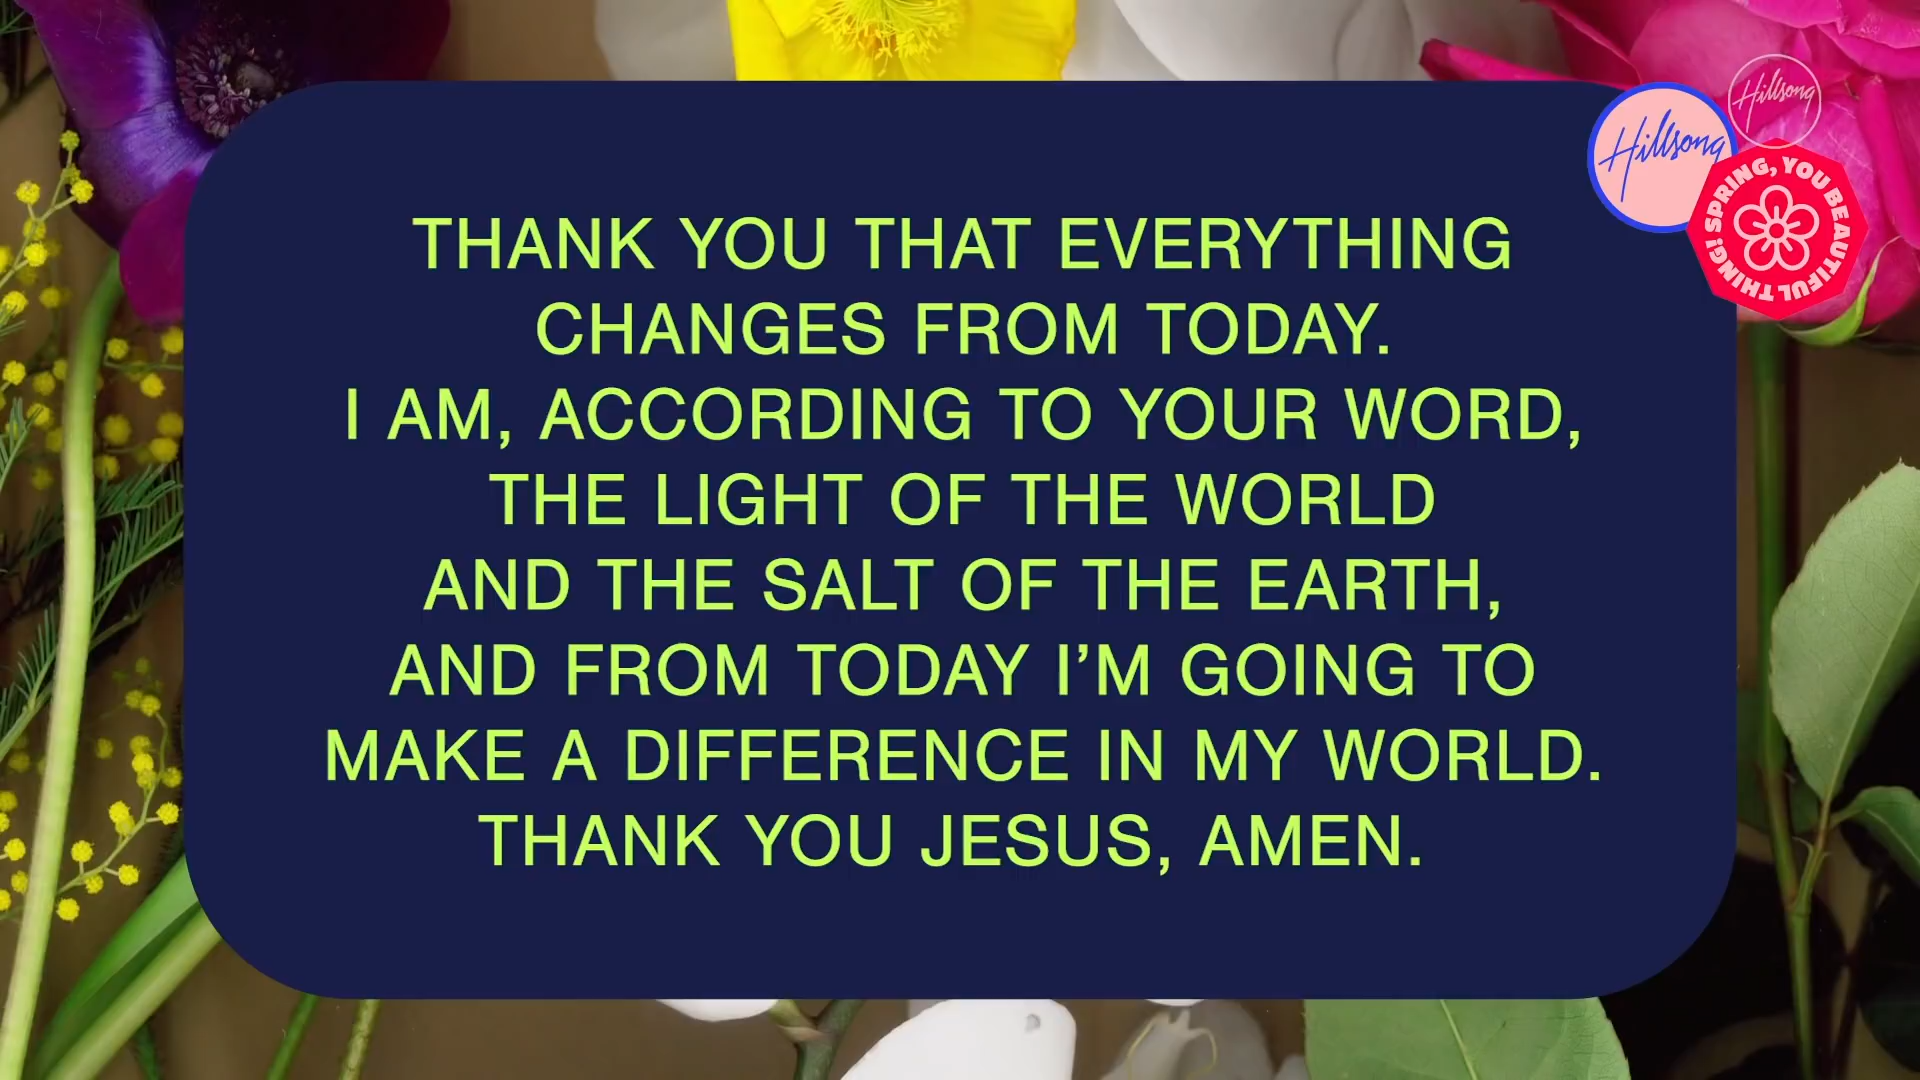 THANK YOU THAT EVERYTHING
CHANGES FROM TODAY.
I AM, ACCORDING TO YOUR WORD,
THE LIGHT OF THE WORLD
AND THE SALT OF THE EARTH,
AND FROM TODAY I'M GOING TO
MAKE A DIFFERENCE IN MY WORLD.
THANK YOU JESUS, AMEN.
Hillsong
Hillsong
SPRING, YOU BEAUTIFUL THING!